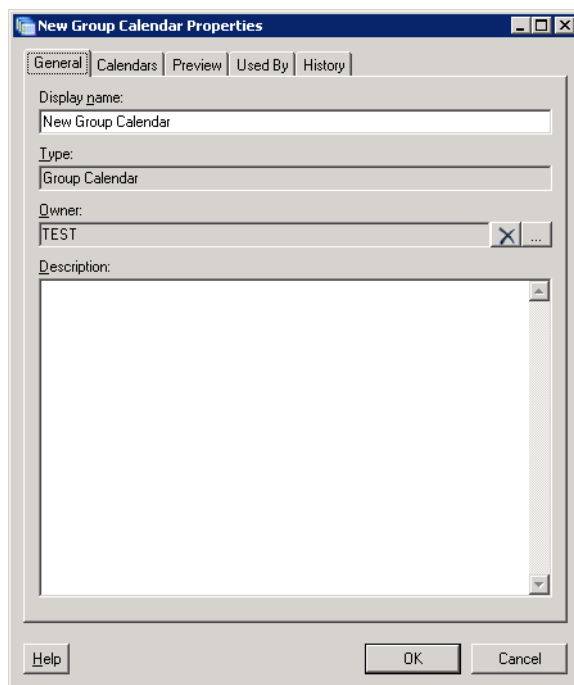 New Group Calendar Properties
General Calendars Preview Used By History
Display name:
New Group Calendar
Type:
Group Calendar
Owner:
TEST
...
Description:
Help OK Cancel